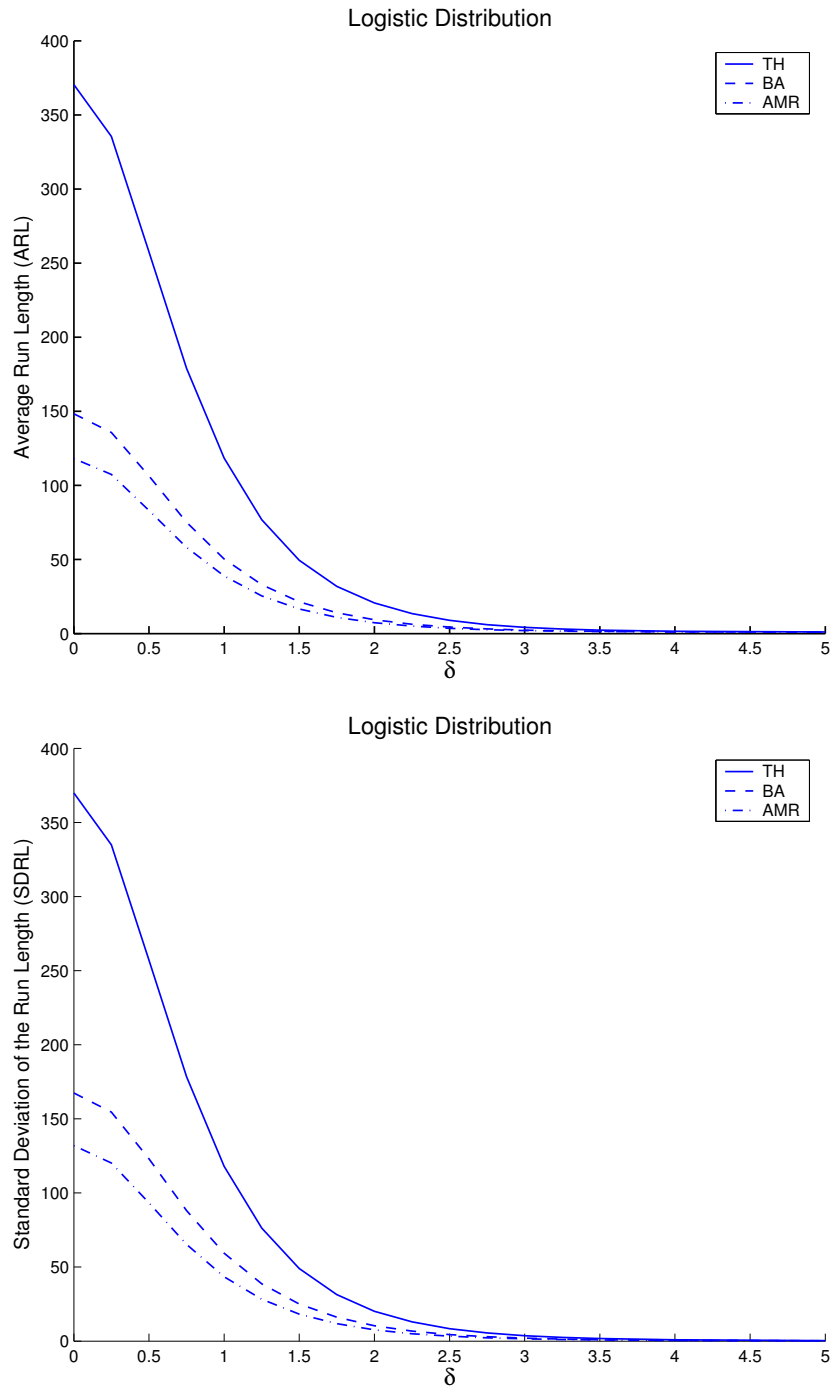 Logistic Distribution
400
350
300
250
200
150
100
50
0
Average Run Length (ARL)
TH
BA
AMR
0 0.5 1 1.5 2 2.5 3 3.5 4 4.5 5
δ
Logistic Distribution
400
350
300
250
200
150
100
50
0
Standard Deviation of the Run Length (SDRL)
TH
BA
AMR
0 0.5 1 1.5 2 2.5 3 3.5 4 4.5 5
δ